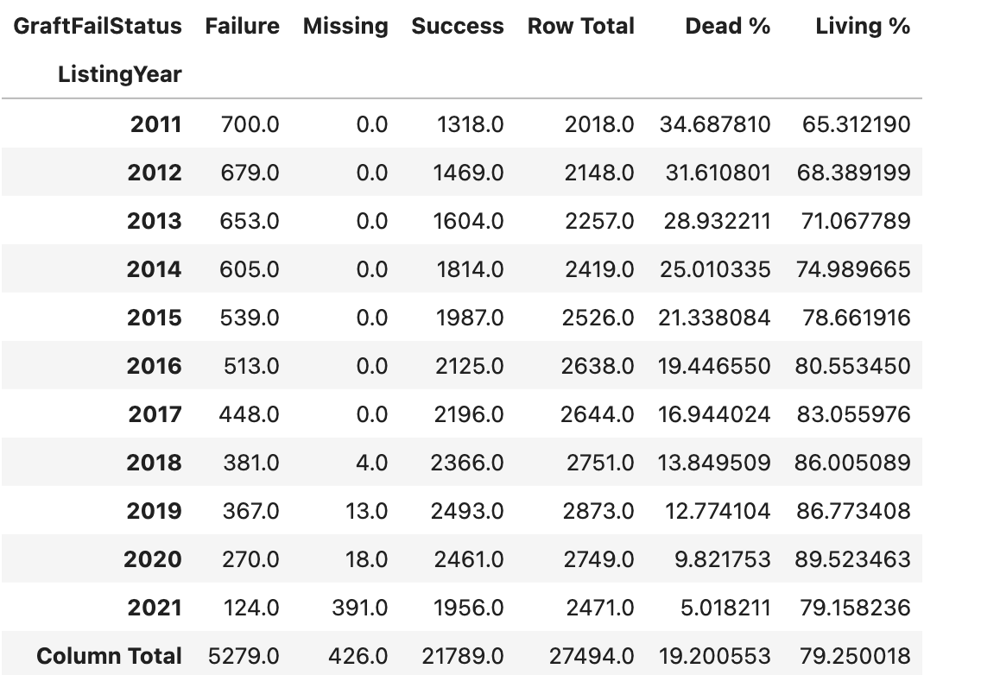 GraftFailStatus Failure Missing Success Row Total Dead % Living %
ListingYear
2011 700.0 0.0 1318.0 2018.0 34.687810 65.312190
2012 679.0 0.0 1469.0 2148.0 31.610801 68.389199
2013 653.0 0.0 1604.0 2257.0 28.932211 71.067789
2014 605.0 0.0 1814.0 2419.0 25.010335 74.989665
2015 539.0 0.0 1987.0 2526.0 21.338084 78.661916
2016 513.0 0.0 2125.0 2638.0 19.446550 80.553450
2017 448.0 0.0 2196.0 2644.0 16.944024 83.055976
2018 381.0 4.0 2366.0 2751.0 13.849509 86.005089
2019 367.0 13.0 2493.0 2873.0 12.774104 86.773408
2020 270.0 18.0 2461.0 2749.0 9.821753 89.523463
2021 124.0 391.0 1956.0 2471.0 5.018211 79.158236
Column Total 5279.0 426.0 21789.0 27494.0 19.200553 79.250018